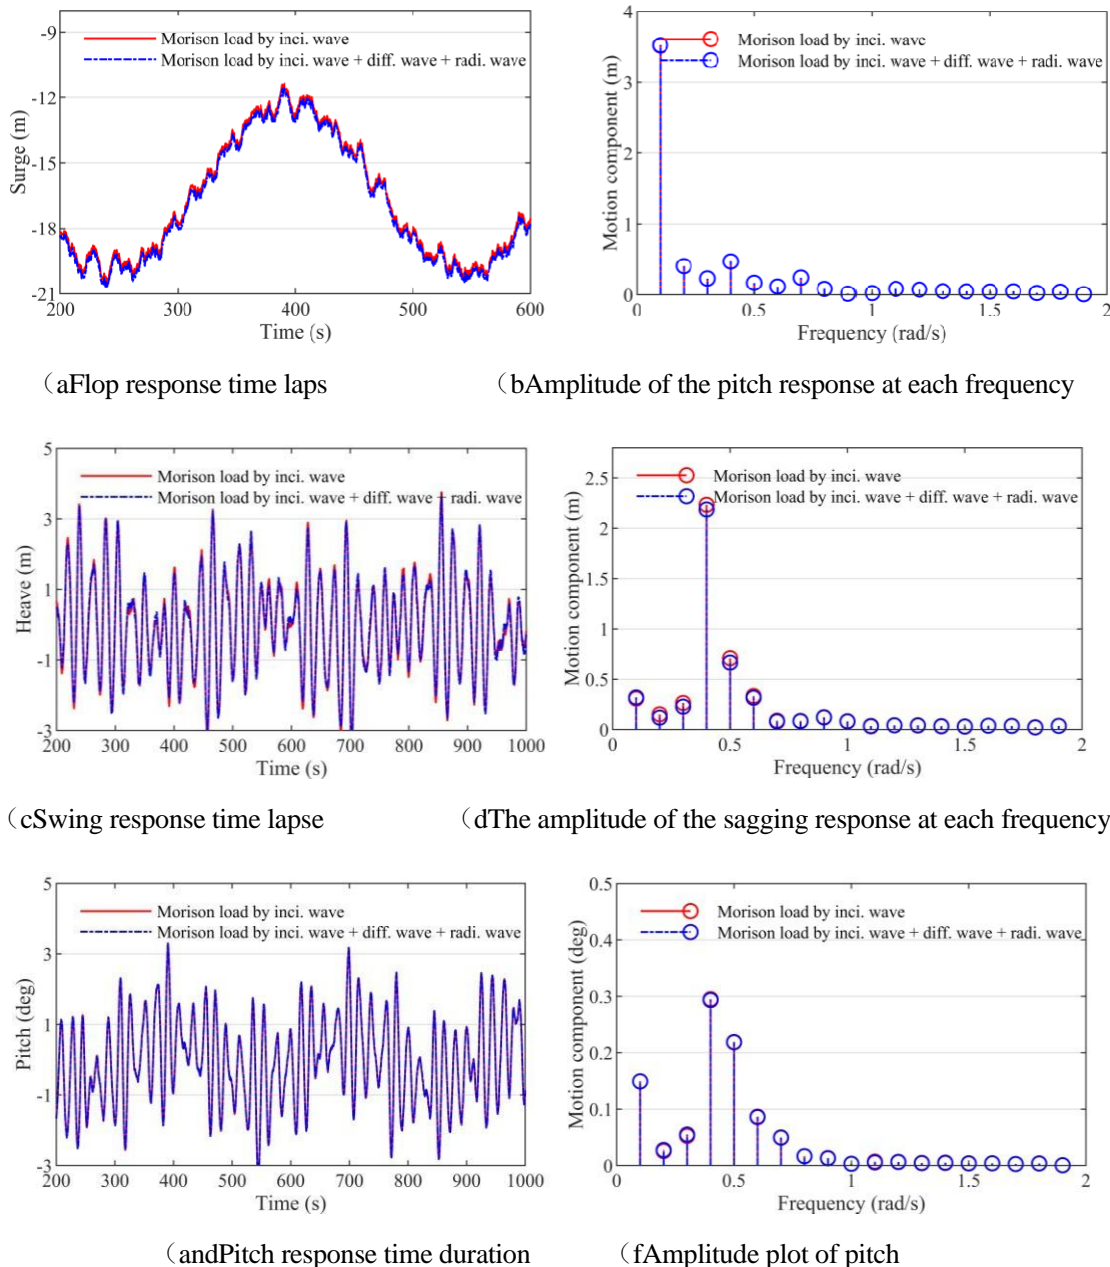 -9
Morison load by inci. wave
Morison load by inci. wave + diff. wave + radi. wave
-12
-15
-18
-21
Surge (m)
200 300 400 500 600
Time (s)
4
Morison load by inci. wave
Morison load by inci. wave + diff. wave + radi. wave
3
2
1
0
Motion component (m)
0 0.5 1 1.5 2
Frequency (rad/s)
（aFlop response time laps
（bAmplitude of the pitch response at each frequency
5
Morison load by inci. wave
Morison load by inci. wave + diff. wave + radi. wave
3
1
-1
-3
Heave (m)
200 300 400 500 600 700 800 900 1000
Time (s)
2.5
Morison load by inci. wave
Morison load by inci. wave + diff. wave + radi. wave
2
1.5
1
0.5
0
Motion component (m)
0 0.5 1 1.5 2
Frequency (rad/s)
（cSwing response time lapse
（dThe amplitude of the sagging response at each frequency
5
Morison load by inci. wave
Morison load by inci. wave + diff. wave + radi. wave
3
1
-1
-3
Pitch (deg)
200 300 400 500 600 700 800 900 1000
Time (s)
0.5
Morison load by inci. wave
Morison load by inci. wave + diff. wave + radi. wave
0.4
0.3
0.2
0.1
0
Motion component (deg)
0 0.5 1 1.5 2
Frequency (rad/s)
（andPitch response time duration
（fAmplitude plot of pitch